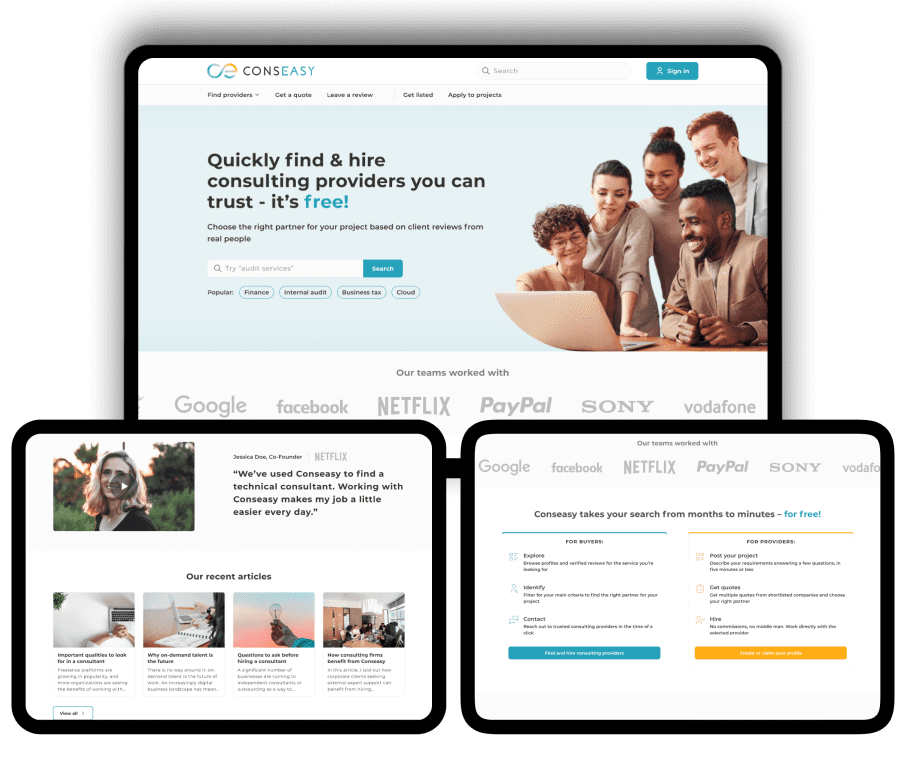 CONSEASY
Search
Sign in
Find providers
Get a quote
Leave a review
Get listed
Apply to projects
Quickly find & hire
consulting providers you can
trust - it's free!
Choose the right partner for your project based on client reviews from
real people
Try "audit services"
Search
Popular:
Finance
Internal audit
Business tax
Cloud
Our teams worked with
Google
facebook
NETFLIX
PayPal
SONY
vodafone
Jessica Doe, Co-Founder
NETFLIX
“We've used Conseasy to find a
technical consultant. Working with
Conseasy makes my job a little
easier every day.”
Our recent articles
Important qualities to look
for in a consultant
Freelance platforms are
growing in popularity, and
more organizations are seeing
the benefits of working with...
Why on-demand talent is
the future
There is no way around it: on-
demand talent is the future of
work. An increasingly digital
business landscape has mean...
Questions to ask before
hiring a consultant
A significant number of
businesses are turning to
independent consultants or
outsourcing as a way to...
How consulting firms
benefit from Conseasy
In this article, I laid out how
corporate clients seeking
external expert support can
benefit from hiring...
View all
Our teams worked with
Google
facebook
NETFLIX
PayPal
SONY
vodafo
Conseasy takes your search from months to minutes – for free!
FOR BUYERS:
Explore
Browse profiles and verified reviews for the service you're
looking for
Identify
Filter for your main criteria to find the right partner for your
project
Contact
Reach out to trusted consulting providers in the time of a
click
Find and hire consulting providers
FOR PROVIDERS:
Post your project
Describe your requirements answering a few questions, in
five minutes or less
Get quotes
Get multiple quotes from shortlisted companies and choose
your right partner
Hire
No commissions, no middle man. Work directly with the
selected provider
Create or claim your profile